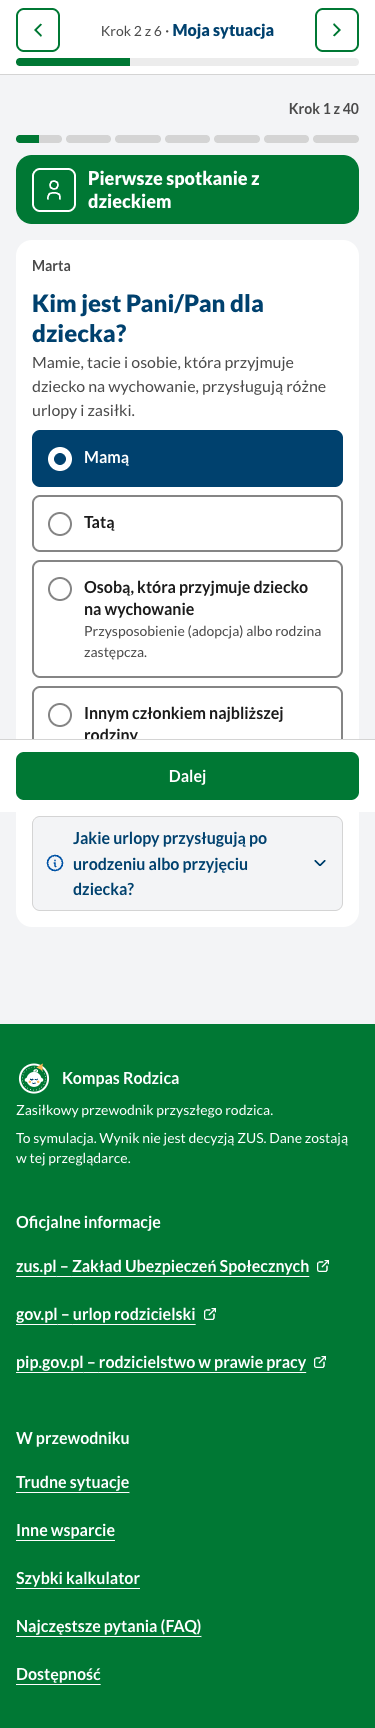 Krok 2 z 6 · Moja sytuacja
Krok 1 z 40
Pierwsze spotkanie z
dzieckiem
Marta
Kim jest Pani/Pan dla
dziecka?
Mamie, tacie i osobie, która przyjmuje
dziecko na wychowanie, przysługują różne
urlopy i zasiłki.
Mamą
Tatą
Osobą, która przyjmuje dziecko
na wychowanie
Przysposobienie (adopcja) albo rodzina
zastępcza.
Innym członkiem najbliższej
rodziny
Dalej
Jakie urlopy przysługują po
urodzeniu albo przyjęciu
dziecka?
Kompas Rodzica
Zasiłkowy przewodnik przyszłego rodzica.
To symulacja. Wynik nie jest decyzją ZUS. Dane zostają
w tej przeglądarce.
Oficjalne informacje
zus.pl – Zakład Ubezpieczeń Społecznych
gov.pl – urlop rodzicielski
pip.gov.pl – rodzicielstwo w prawie pracy
W przewodniku
Trudne sytuacje
Inne wsparcie
Szybki kalkulator
Najczęstsze pytania (FAQ)
Dostępność